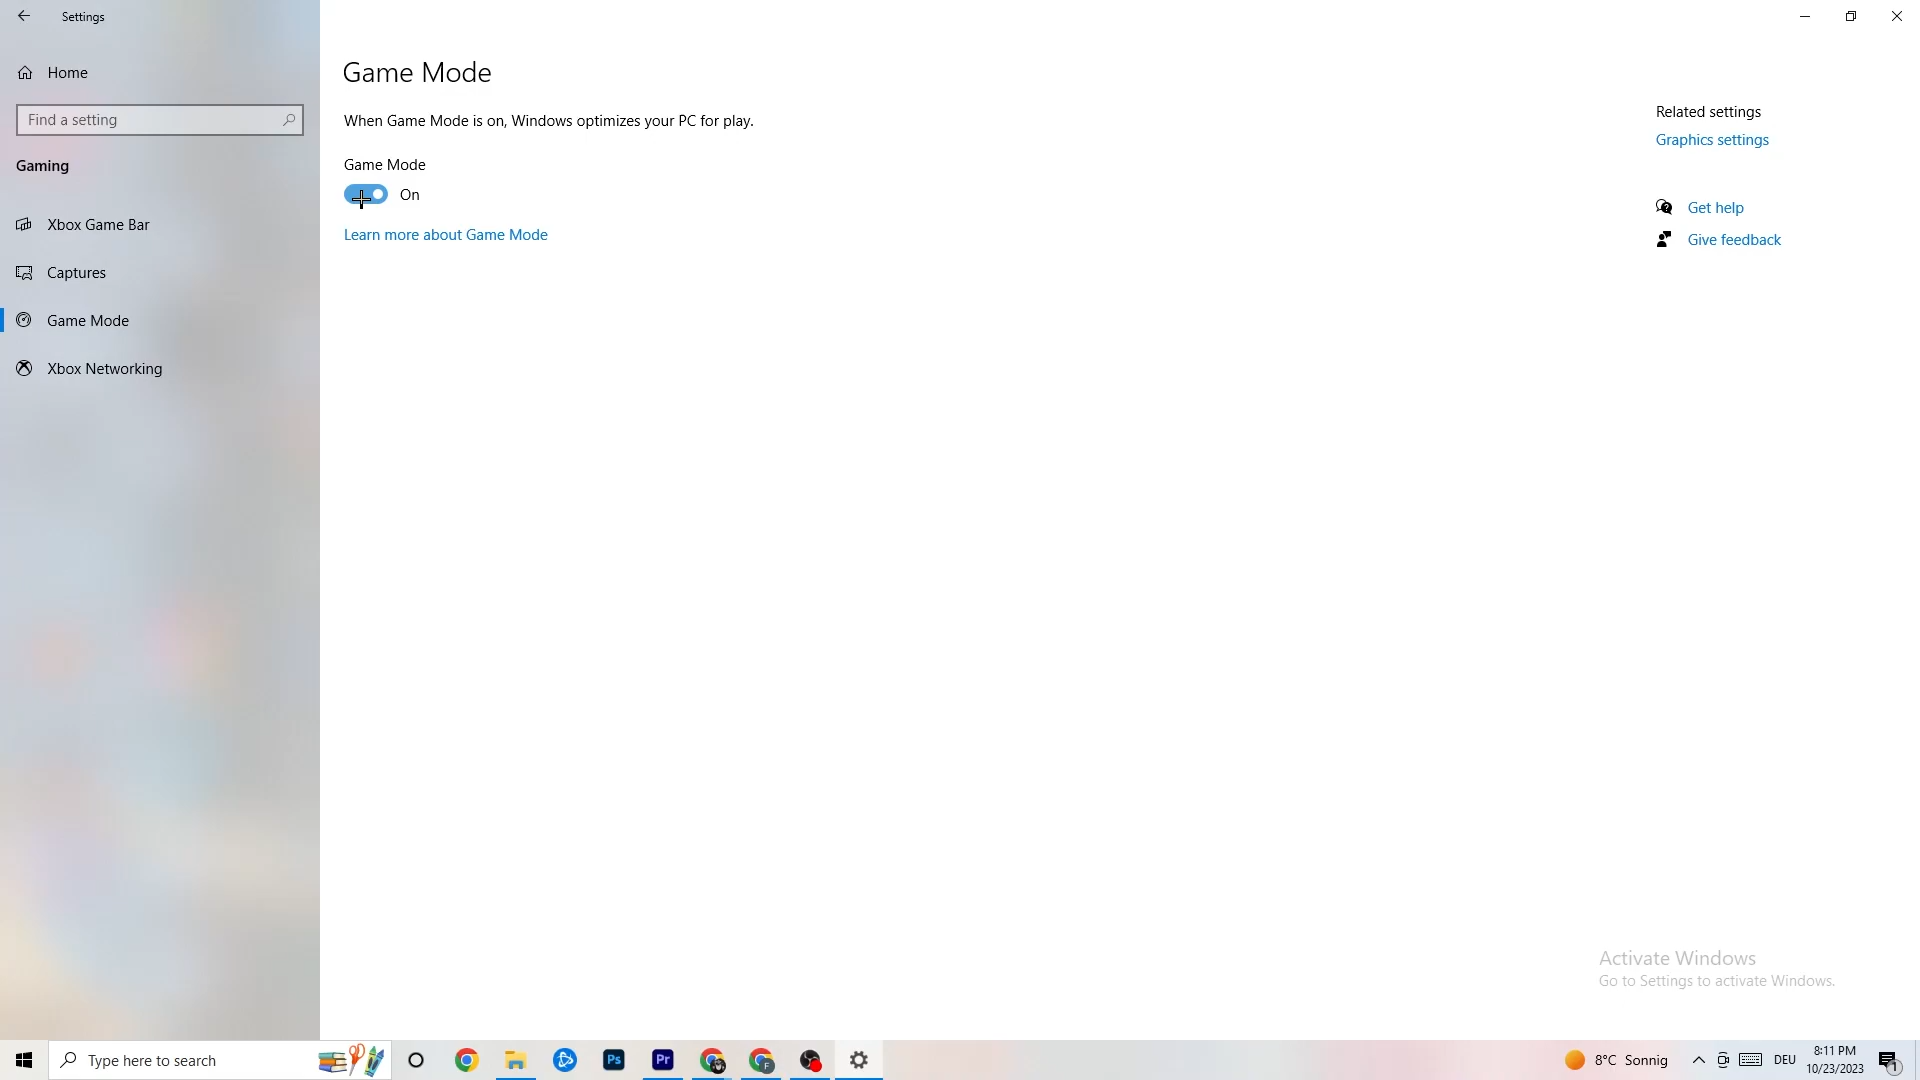 Settings
Home
Find a setting
Gaming
Xbox Game Bar
Captures
Game Mode
Xbox Networking
Game Mode
When Game Mode is on, Windows optimizes your PC for play.
Game Mode
On
Learn more about Game Mode
Related settings
Graphics settings
Get help
Give feedback
Activate Windows
Go to Settings to activate Windows.
Type here to search
Ps
Pr
F
8°C Sonnig
DEU
8:11 PM
10/23/2023
1